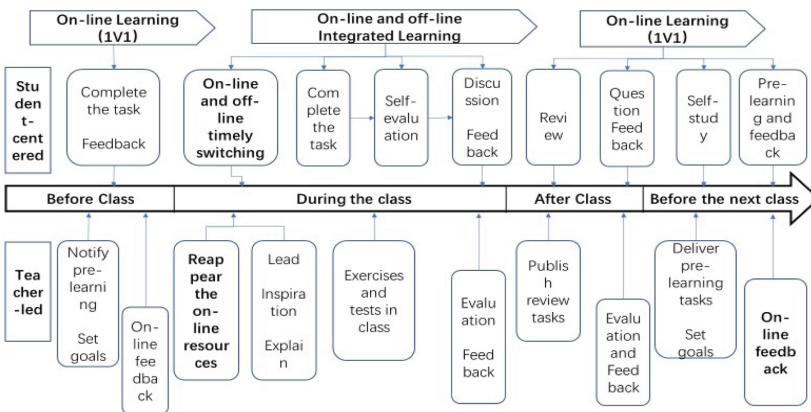 On-line Learning
(1V1)
On-line and off-line
Integrated Learning
On-line Learning
(1V1)
Stu
den
t-
cent
ered
Complete
the task
Feedback
On-line
and off-
line
timely
switching
Com
plete
the
task
Self-
evalu
ation
Discu
ssion
Feed
back
Revi
ew
Ques
tion
Feed
back
Self-
stud
y
Pre-
learnin
g and
feedba
ck
Before Class
During the class
After Class
Before the next class
Tea
cher
-led
Notify
pre-
learni
ng
Set
goals
On-
line
fee
dba
ck
Reap
pear
the
on-
line
resour
ces
Lead
Inspira
tion
Explai
n
Exercises
and
tests in
class
Evalu
ation
Feed
back
Publis
h
review
tasks
Evalu
ation
and
Feed
back
Deliver
pre-
learning
tasks
Set
goals
On-
line
feedb
ack